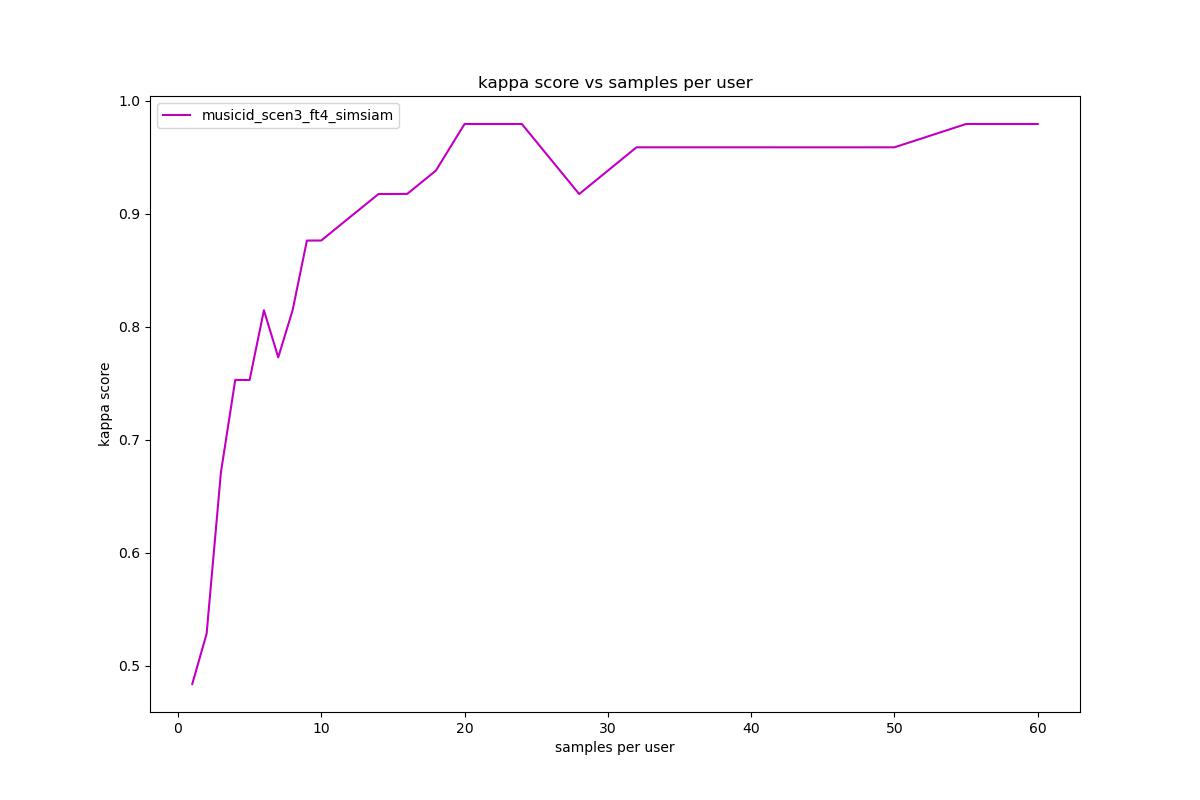 kappa score vs samples per user
musicid_scen3_ft4_simsiam
kappa score
1.0
0.9
0.8
0.7
0.6
0.5
0 10 20 30 40 50 60
samples per user